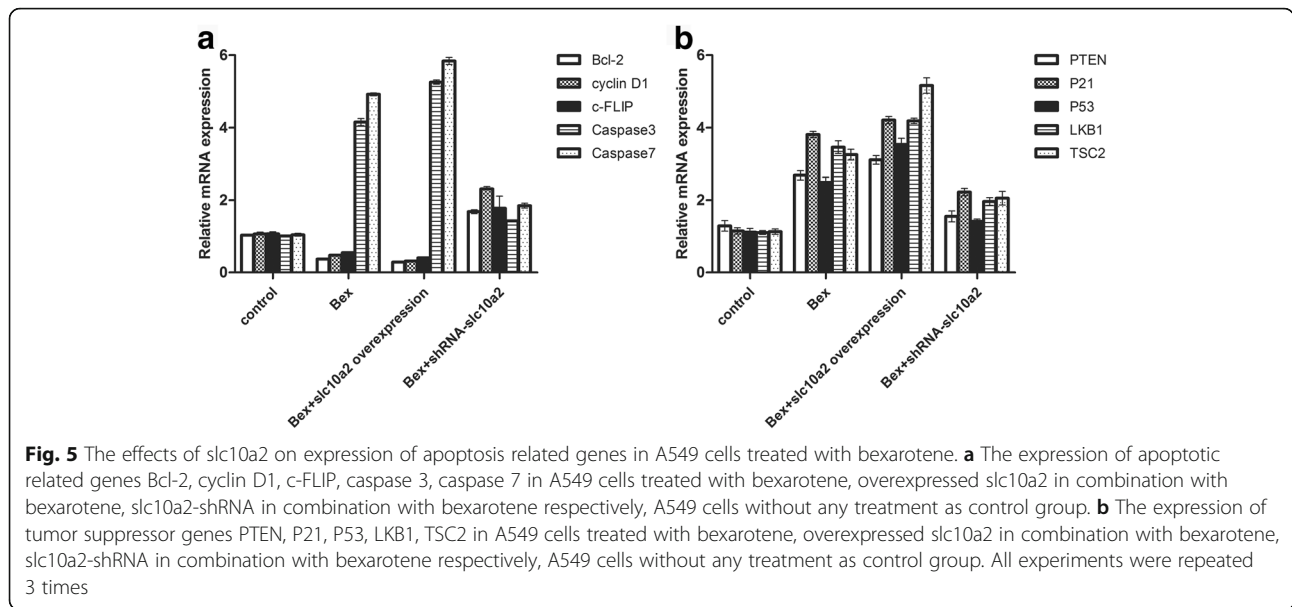 a
6
4
2
0
Relative mRNA expression
control
Bex
Bex+slc10a2 overexpression
Bex+shRNA-slc10a2
Bcl-2
cyclin D1
c-FLIP
Caspase3
Caspase7
b
6
4
2
0
Relative mRNA expression
control
Bex
Bex+slc10a2 overexpression
Bex+shRNA-slc10a2
PTEN
P21
P53
LKB1
TSC2
Fig. 5 The effects of slc10a2 on expression of apoptosis related genes in A549 cells treated with bexarotene. a The expression of apoptotic
related genes Bcl-2, cyclin D1, c-FLIP, caspase 3, caspase 7 in A549 cells treated with bexarotene, overexpressed slc10a2 in combination with
bexarotene, slc10a2-shRNA in combination with bexarotene respectively, A549 cells without any treatment as control group. b The expression of
tumor suppressor genes PTEN, P21, P53, LKB1, TSC2 in A549 cells treated with bexarotene, overexpressed slc10a2 in combination with bexarotene,
slc10a2-shRNA in combination with bexarotene respectively, A549 cells without any treatment as control group. All experiments were repeated
3 times